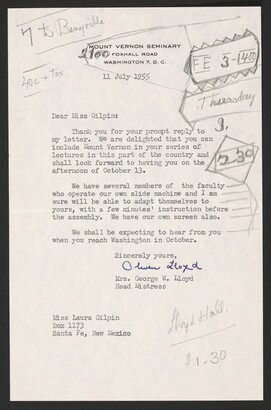 7 to Berryville
MOUNT VERNON SEMINARY
2100 FOXHALL ROAD
WASHINGTON 7, D. C.
40c + tax
FE 3-1400
Thursday
11 July 1955
Dear Miss Gilpin:
Thank you for your prompt reply to
my letter. We are delighted that you can
include Mount Vernon in your series of
lectures in this part of the country and
shall look forward to having you on the
afternoon of October 13.
2:30
We have several members of the faculty
who operate our own slide machine and I am
sure will be able to adapt themselves to
yours, with a few minutes' instruction before
the assembly. We have our own screen also.
We shall be expecting to hear from you
when you reach Washington in October.
Sincerely yours,
Olwen Lloyd
Mrs. George W. Lloyd
Head Mistress
Miss Laura Gilpin
Box 1173
Santa Fe, New Mexico
Lloyd Hall.
$1.30